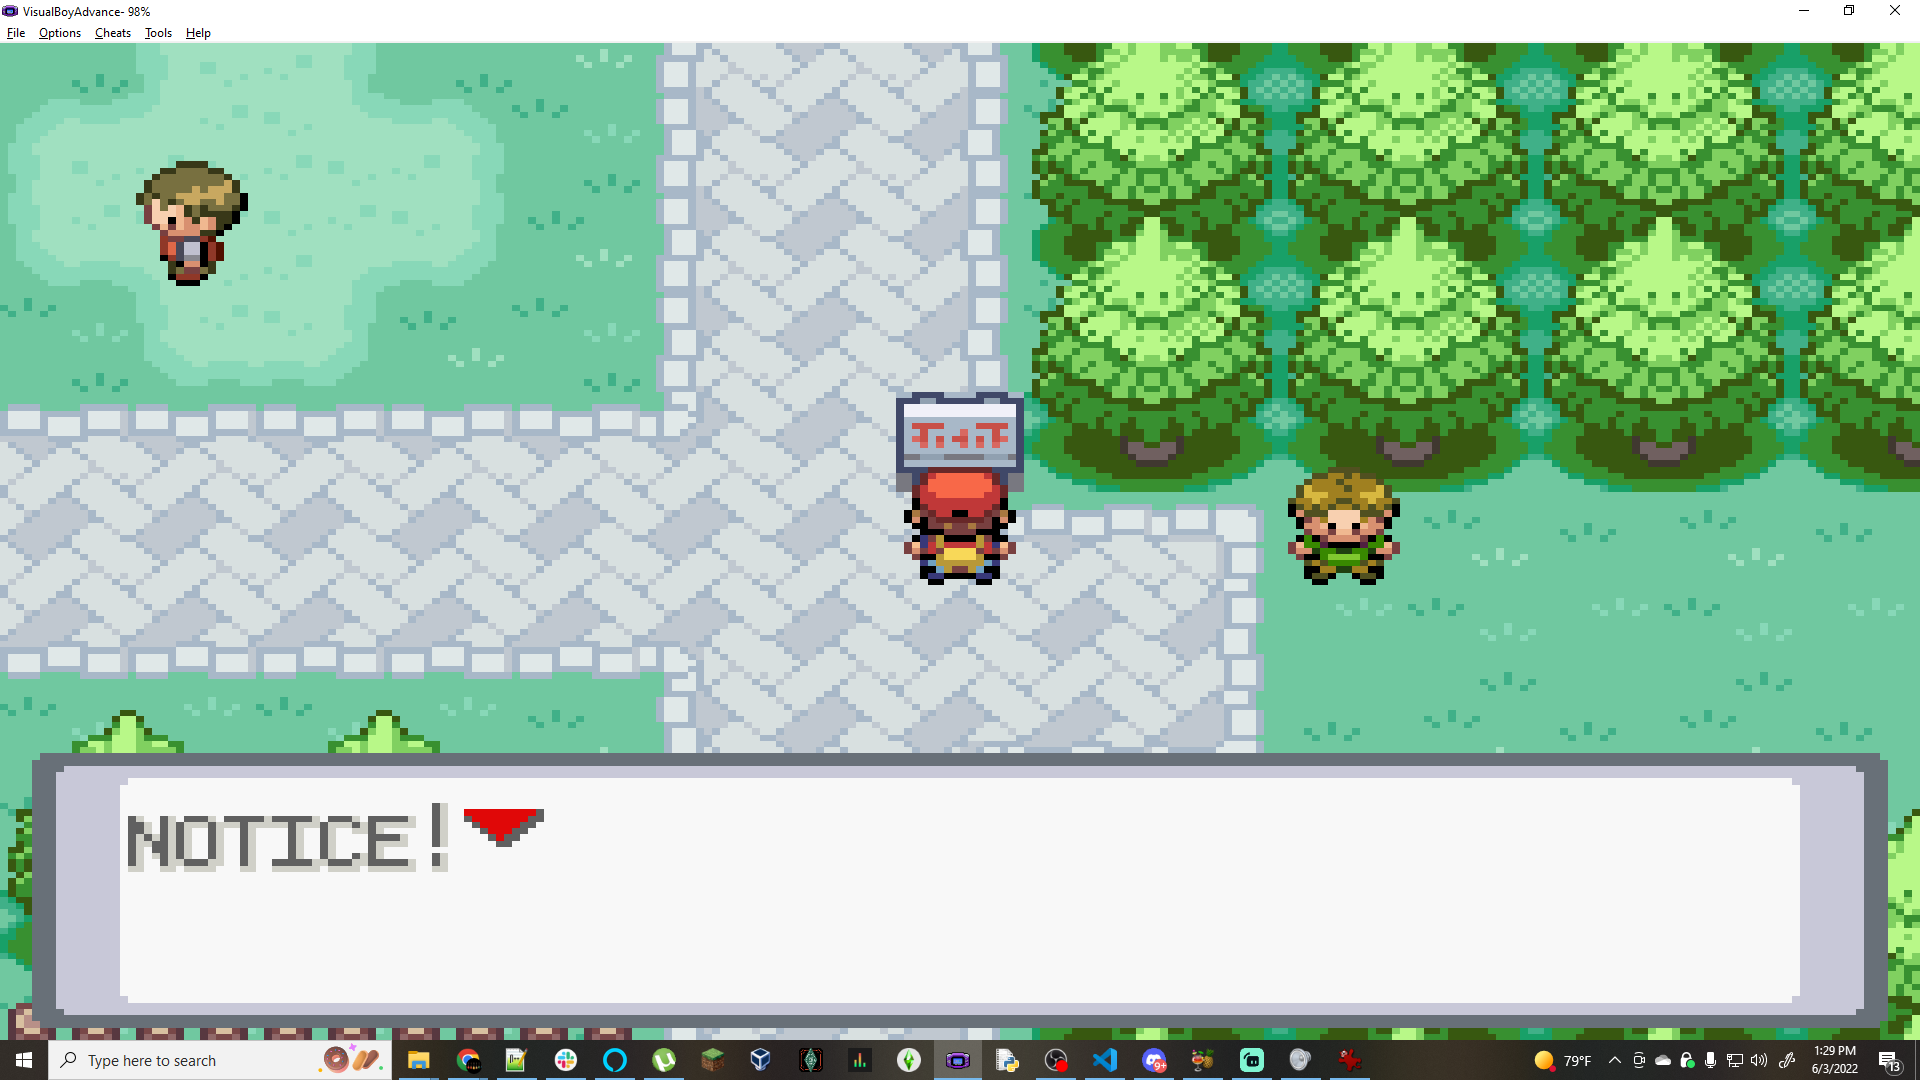 VisualBoyAdvance- 98%
File Options Cheats Tools Help
NOTICE!
Type here to search
9+
79°F
1:29 PM
6/3/2022
13